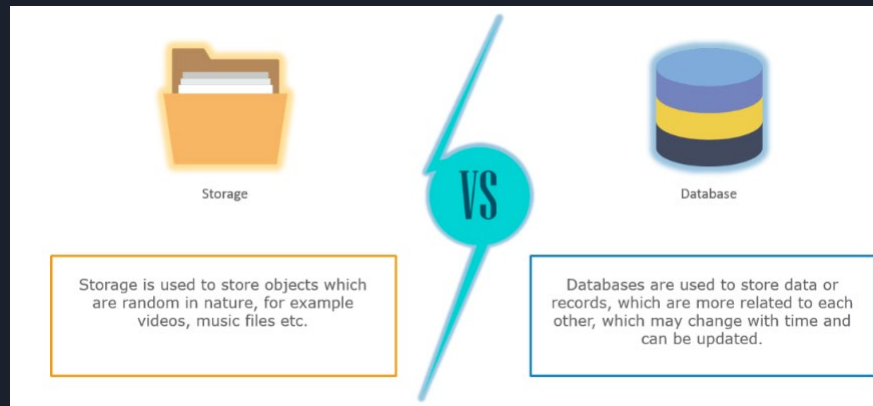 Storage
VS
Database
Storage is used to store objects which
are random in nature, for example
videos, music files etc.
Databases are used to store data or
records, which are more related to each
other, which may change with time and
can be updated.